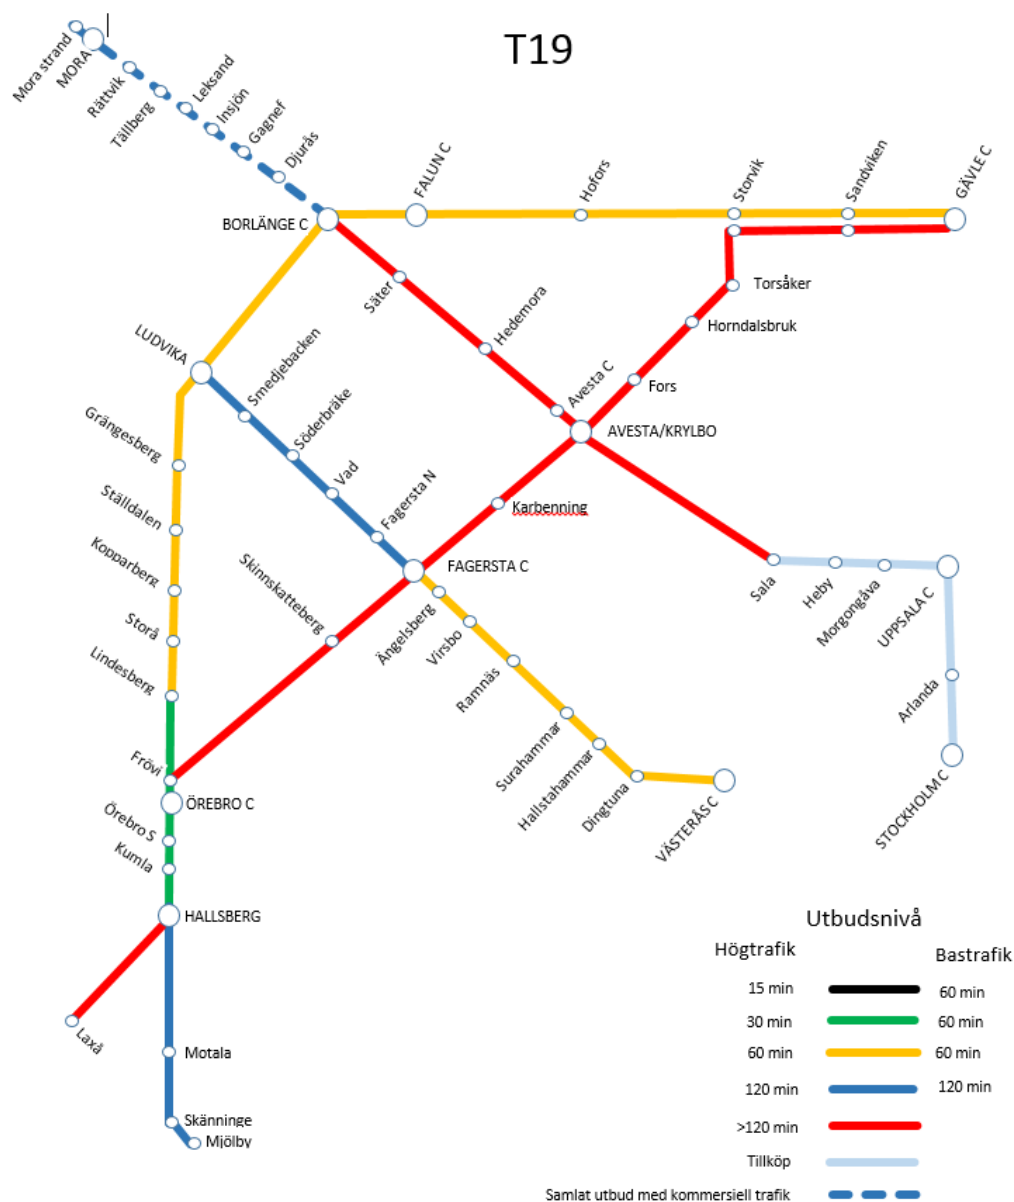 T19
Mora strand
MORA
Rättvik
Tällberg
Leksand
Insjön
Gagnef
Djurås
BORLÄNGE C
FALUN C
Hofors
Storvik
Sandviken
GÄVLE C
Säter
Hedemora
Avesta C
AVESTA/KRYLBO
Torsåker
Horndalsbruk
Fors
LUDVIKA
Smedjebacken
Söderbräke
Vad
Fagersta N
FAGERSTA C
Karbenning
Skinnskatteberg
Grängesberg
Ställdalen
Kopparberg
Storå
Lindesberg
Frövi
ÖREBRO C
Örebro S
Kumla
HALLSBERG
Laxå
Motala
Skänninge
Mjölby
Ängelsberg
Virsbo
Ramnäs
Surahammar
Hallstahammar
Dingtuna
VÄSTERÅS C
Sala
Heby
Morgongåva
UPPSALA C
Arlanda
STOCKHOLM C
Utbudsnivå
Högtrafik Bastrafik
15 min 60 min
30 min 60 min
60 min 60 min
120 min 120 min
>120 min
Tillköp
Samlat utbud med kommersiell trafik